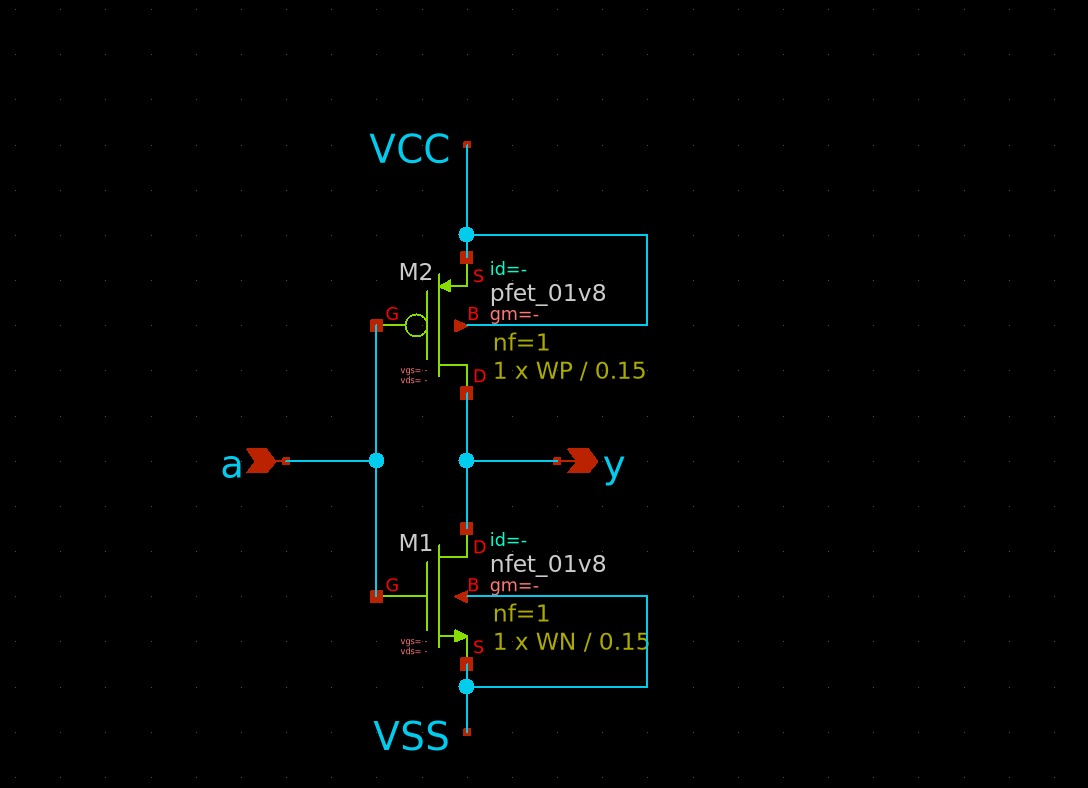 VCC
M2
S
id=-
pfet_01v8
G
B
gm=-
nf=1
vgs=-
vds= -
D
1 x WP / 0.15
a
y
M1
D
id=-
nfet_01v8
G
B
gm=-
nf=1
vgs=-
vds= -
S
1 x WN / 0.15
VSS